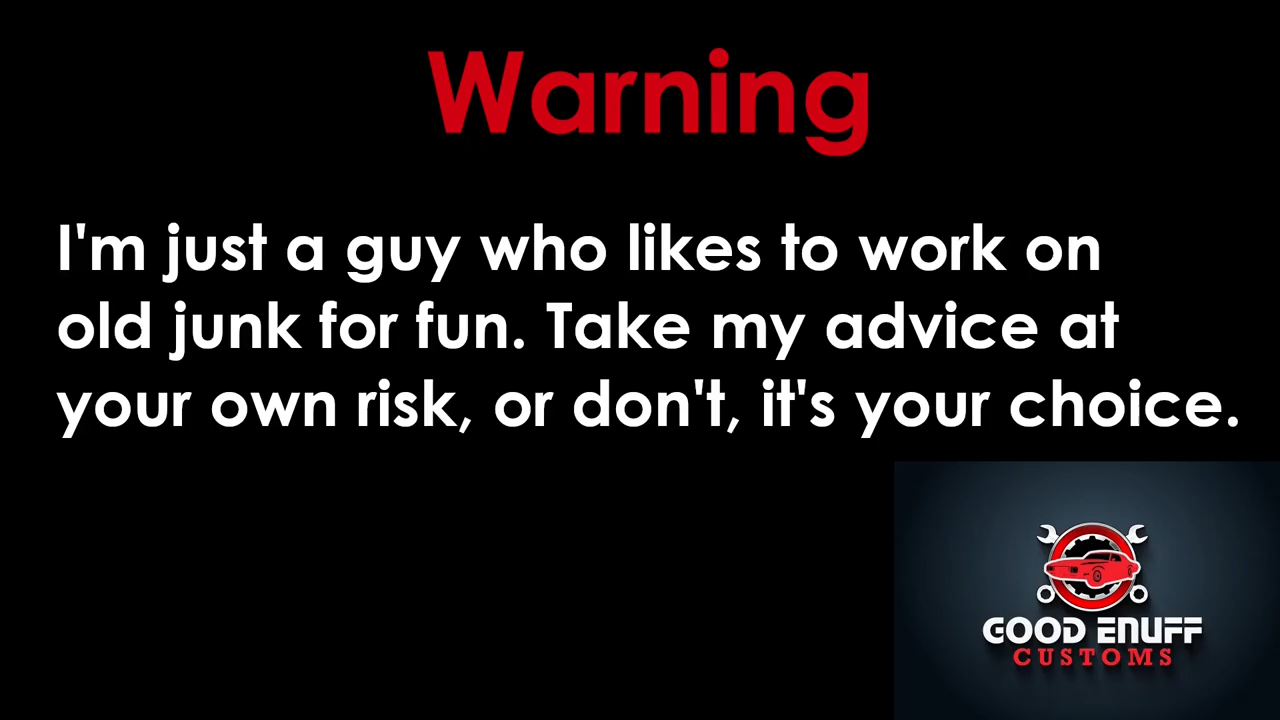 Warning
I'm just a guy who likes to work on
old junk for fun. Take my advice at
your own risk, or don't, it's your choice.
GOOD ENUFF
CUSTOMS